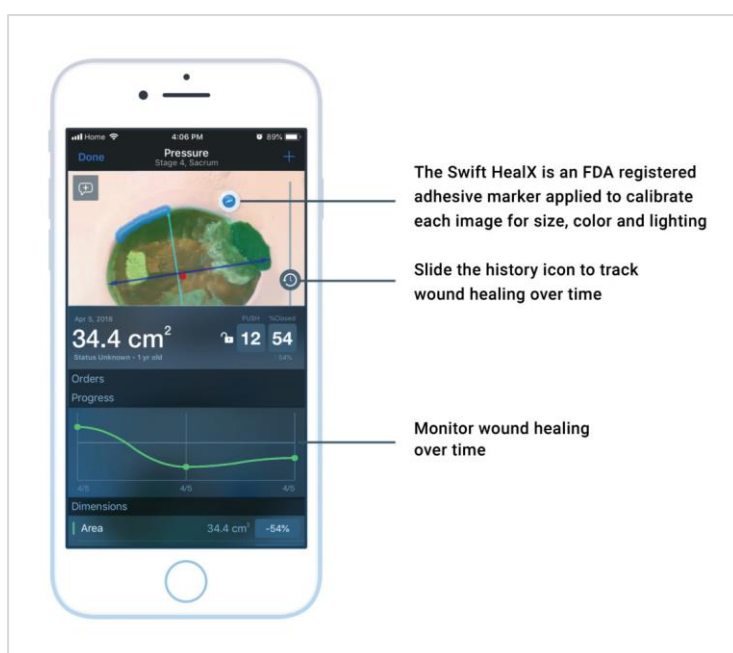 Home 4:06 PM 89%
Done Pressure +
Stage 4, Sacrum
The Swift HealX is an FDA registered
adhesive marker applied to calibrate
each image for size, color and lighting
Slide the history icon to track
wound healing over time
Apr 5, 2018 PUSH %Closed
34.4 cm² 12 54
Status Unknown • 1 yr old 54%
Orders
Progress
Monitor wound healing
over time
4/5 4/5 4/5
Dimensions
Area 34.4 cm² -54%